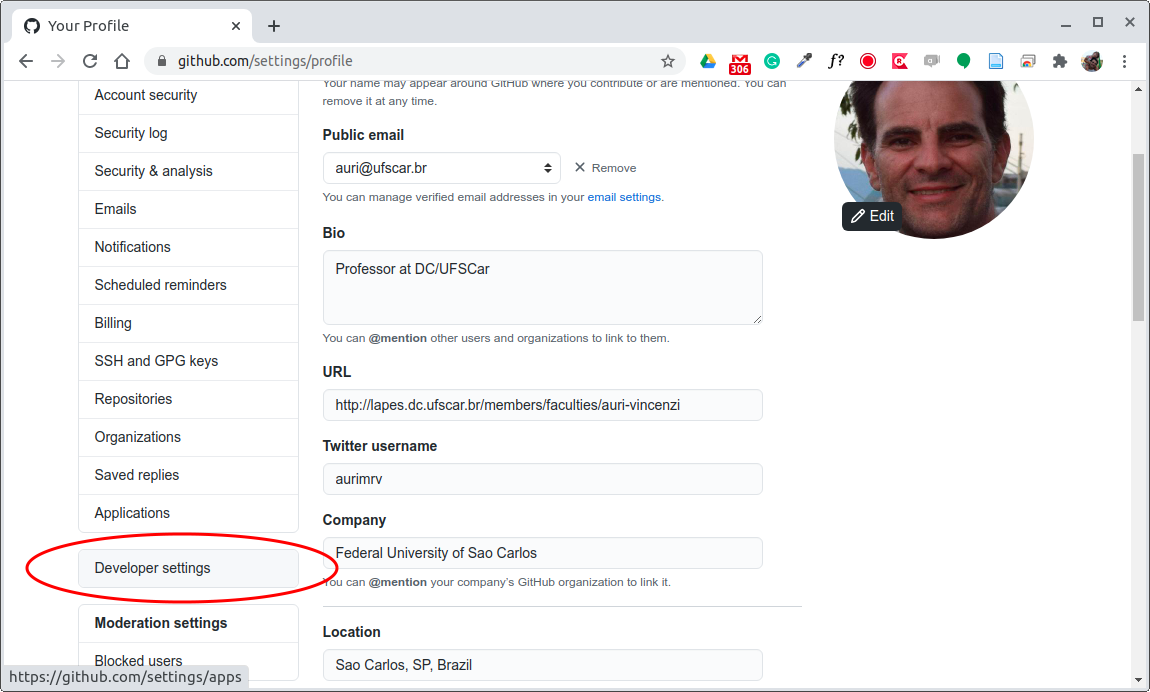 Your Profile
github.com/settings/profile
306
f?
Account security
Security log
Security & analysis
Emails
Notifications
Scheduled reminders
Billing
SSH and GPG keys
Repositories
Organizations
Saved replies
Applications
Developer settings
Moderation settings
Blocked users
https://github.com/settings/apps
Your name may appear around GitHub where you contribute or are mentioned. You can
remove it at any time.
Public email
auri@ufscar.br
Remove
You can manage verified email addresses in your email settings.
Bio
Professor at DC/UFSCar
You can @mention other users and organizations to link to them.
URL
http://lapes.dc.ufscar.br/members/faculties/auri-vincenzi
Twitter username
aurimrv
Company
Federal University of Sao Carlos
You can @mention your company's GitHub organization to link it.
Location
Sao Carlos, SP, Brazil
Edit